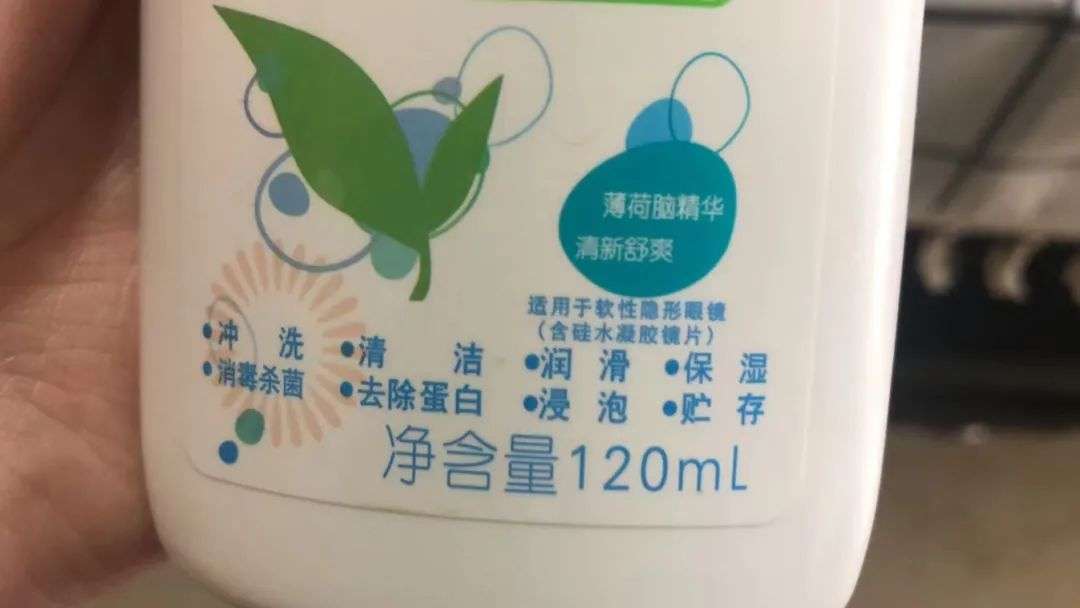 薄荷脑精华
清新舒爽
适用于软性隐形眼镜
（含硅水凝胶镜片）
•冲洗 •清洁 •润滑 •保湿
•消毒杀菌 •去除蛋白 •浸泡 •贮存
净含量120mL